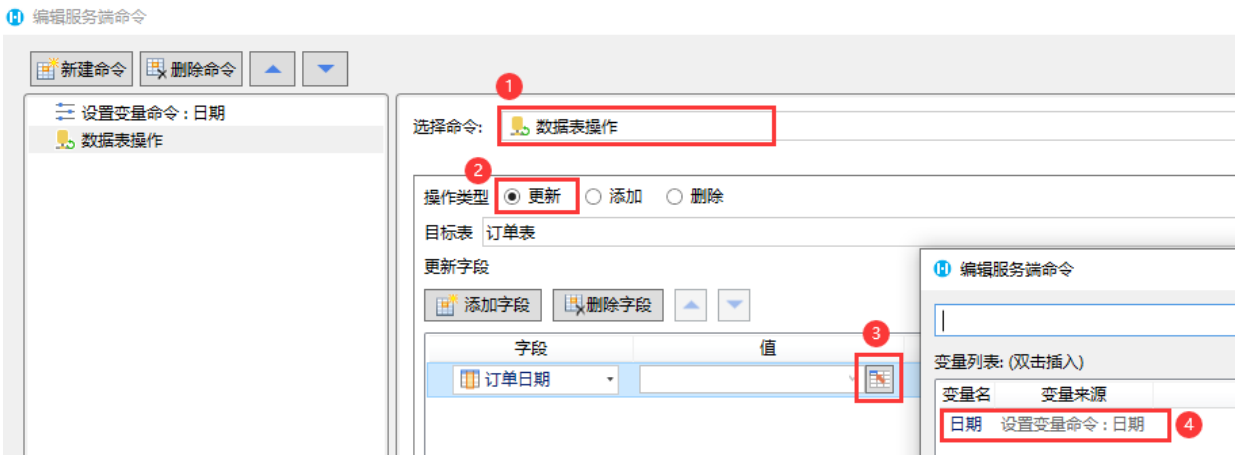 编辑服务端命令
新建命令 删除命令
设置变量命令 : 日期
数据表操作
1
选择命令: 数据表操作
2
操作类型 更新 添加 删除
目标表 订单表
更新字段
添加字段 删除字段
3
字段 值
订单日期
编辑服务端命令
变量列表: (双击插入)
变量名 变量来源
日期 设置变量命令 : 日期 4